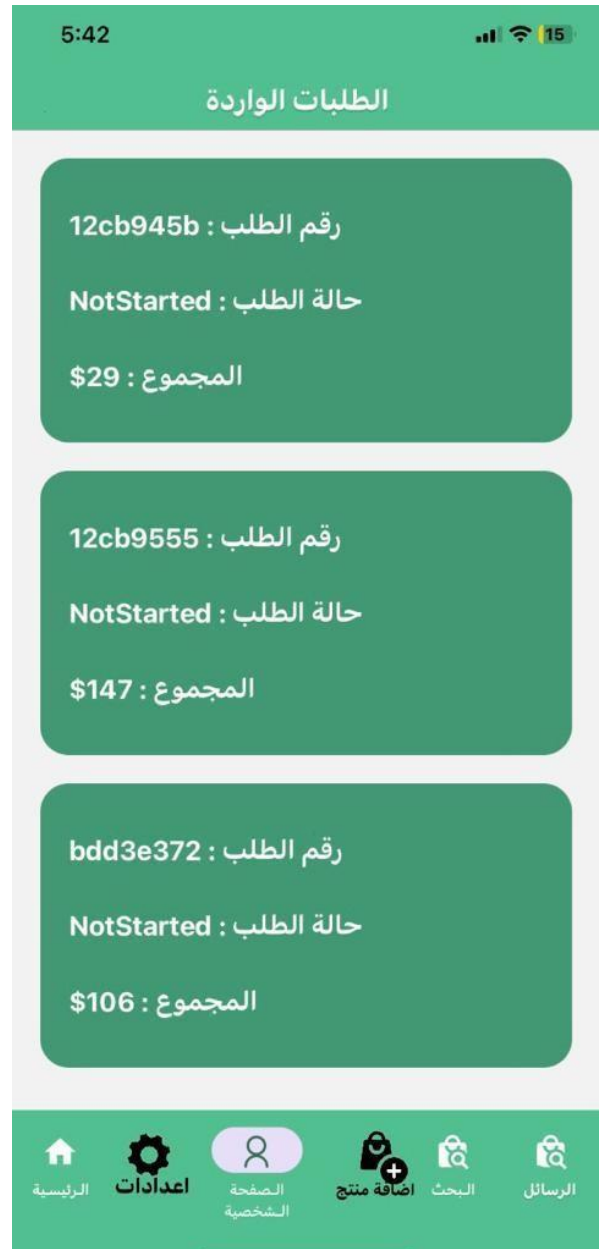 5:42
15
الطلبات الواردة
رقم الطلب : 12cb945b
حالة الطلب : NotStarted
المجموع : 29$
رقم الطلب : 12cb9555
حالة الطلب : NotStarted
المجموع : 147$
رقم الطلب : bdd3e372
حالة الطلب : NotStarted
المجموع : 106$
الرسائل
البحث
اضافة منتج
الصفحة
الشخصية
اعدادات
الرئيسية